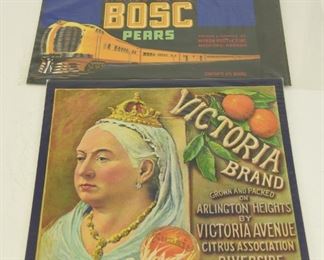 BOSC
PEARS
VICTORIA
BRAND
GROWN AND PACKED
ON
ARLINGTON HEIGHTS
BY
VICTORIA AVENUE
CITRUS ASSOCIATION
RIVERSIDE